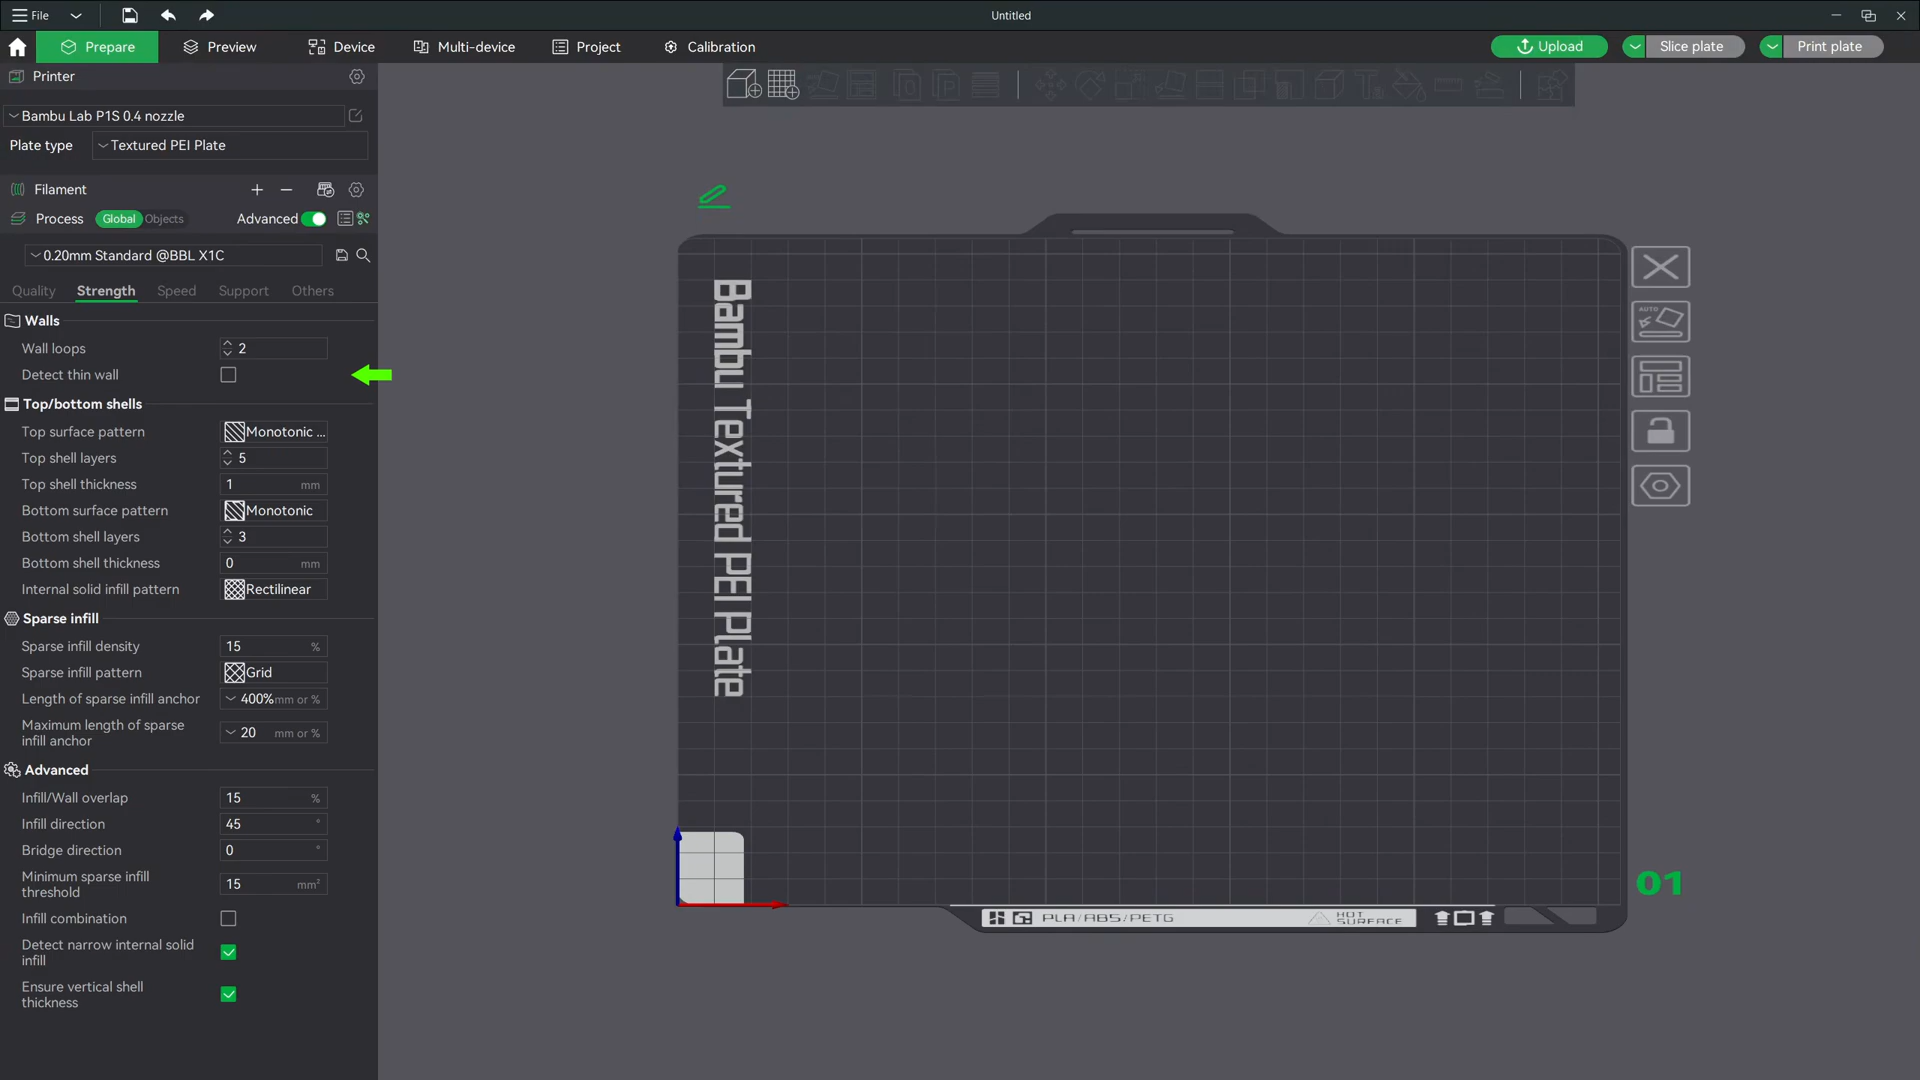 File
Untitled
Prepare
Preview
Device
Multi-device
Project
Calibration
Upload
Slice plate
Print plate
Printer
Bambu Lab P1S 0.4 nozzle
Plate type
Textured PEI Plate
Filament
Process
Global
Objects
Advanced
0.20mm Standard @BBL X1C
Quality
Strength
Speed
Support
Others
Walls
Wall loops
2
Detect thin wall
Top/bottom shells
Top surface pattern
Monotonic ...
Top shell layers
5
Top shell thickness
1 mm
Bottom surface pattern
Monotonic
Bottom shell layers
3
Bottom shell thickness
0 mm
Internal solid infill pattern
Rectilinear
Sparse infill
Sparse infill density
15 %
Sparse infill pattern
Grid
Length of sparse infill anchor
400% mm or %
Maximum length of sparse
infill anchor
20 mm or %
Advanced
Infill/Wall overlap
15 %
Infill direction
45 °
Bridge direction
0 °
Minimum sparse infill
threshold
15 mm²
Infill combination
Detect narrow internal solid
infill
Ensure vertical shell
thickness
Bambu Textured PEI Plate
AUTO
01
PLA/ABS/PETG
HOT
SURFACE